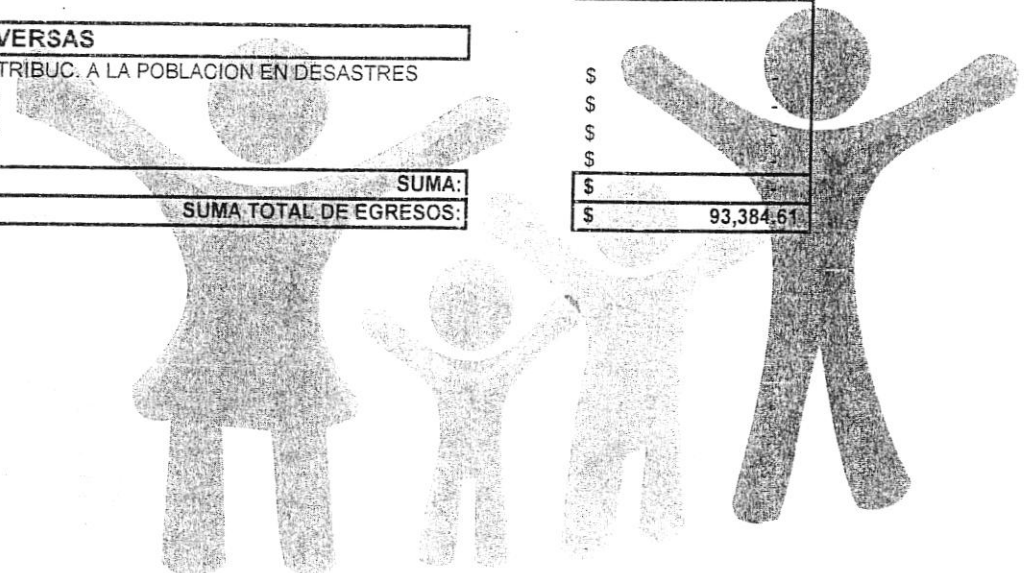 VERSAS
TRIBUC. A LA POBLACION EN DESASTRES $ -
$ -
$ -
$ -
SUMA: $ -
SUMA TOTAL DE EGRESOS: $ 93,384.61